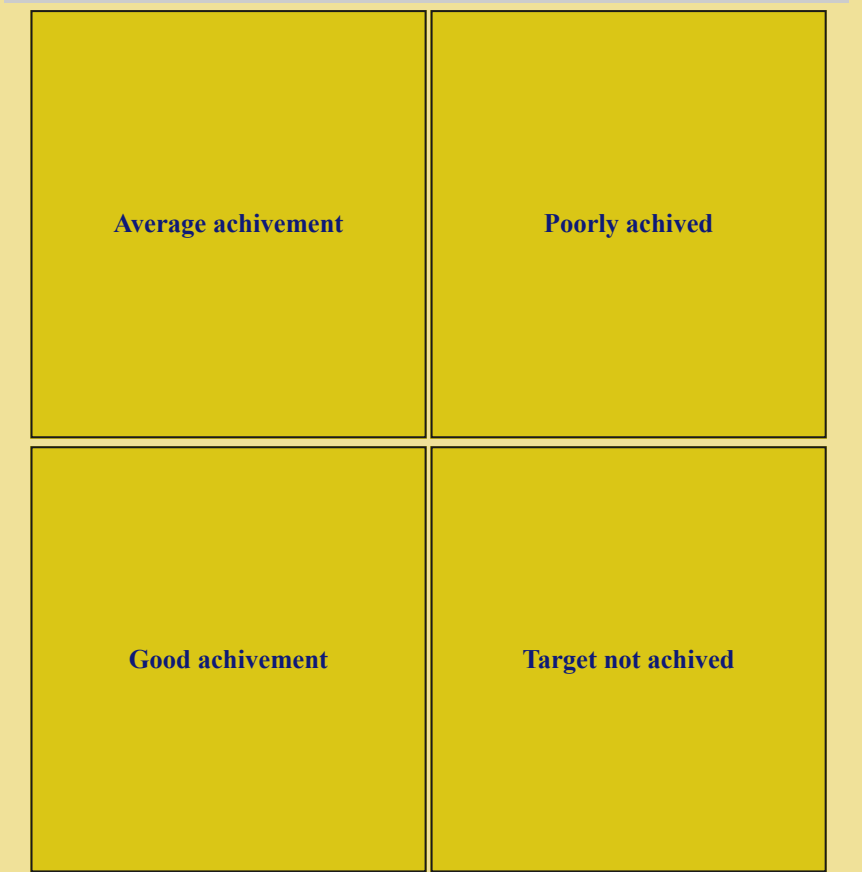 Average achivement
Poorly achived
Good achivement
Target not achived